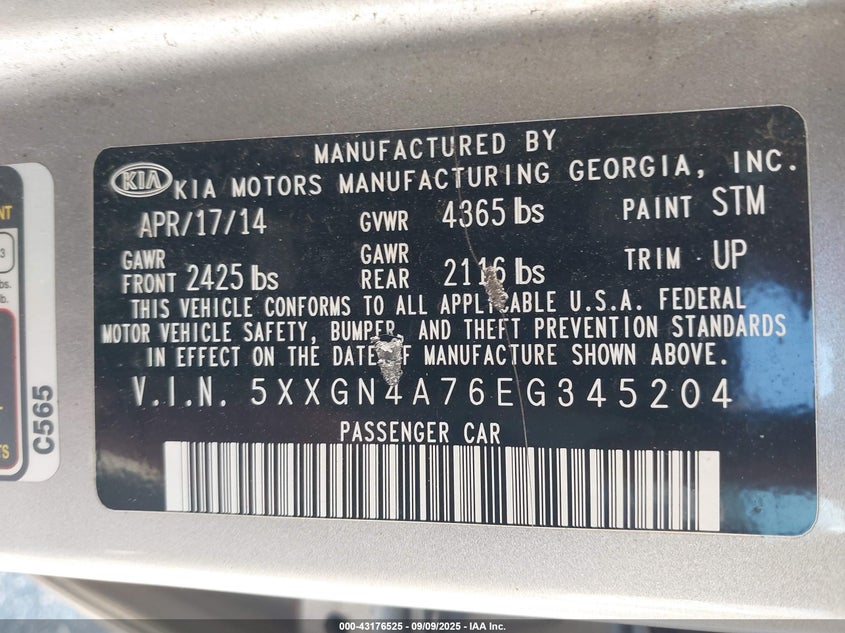 MANUFACTURED BY
KIA KIA MOTORS MANUFACTURING GEORGIA, INC.
APR/17/14 GVWR 4365 lbs PAINT STM
GAWR FRONT 2425 lbs GAWR REAR 2116 lbs TRIM UP
THIS VEHICLE CONFORMS TO ALL APPLICABLE U.S.A. FEDERAL
MOTOR VEHICLE SAFETY, BUMPER, AND THEFT PREVENTION STANDARDS
IN EFFECT ON THE DATE OF MANUFACTURE SHOWN ABOVE.
V.I.N. 5XXGN4A76EG345204
PASSENGER CAR
C565
000-43176525 - 09/09/2025 - IAA Inc.